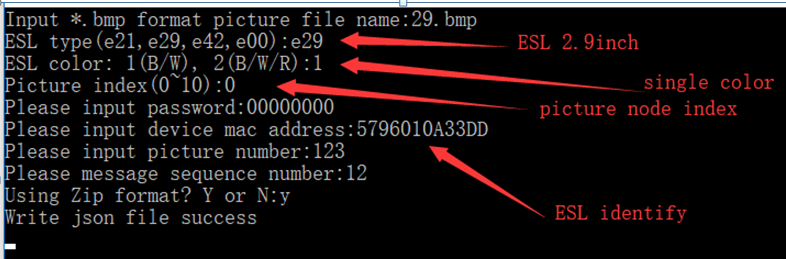 Input *.bmp format picture file name:29.bmp
ESL type(e21,e29,e42,e00):e29
ESL 2.9inch
ESL color: 1(B/W), 2(B/W/R):1
single color
Picture index(0~10):0
picture node index
Please input password:00000000
Please input device mac address:5796010A33DD
Please input picture number:123
Please message sequence number:12
Using Zip format? Y or N:y
ESL identify
Write json file success